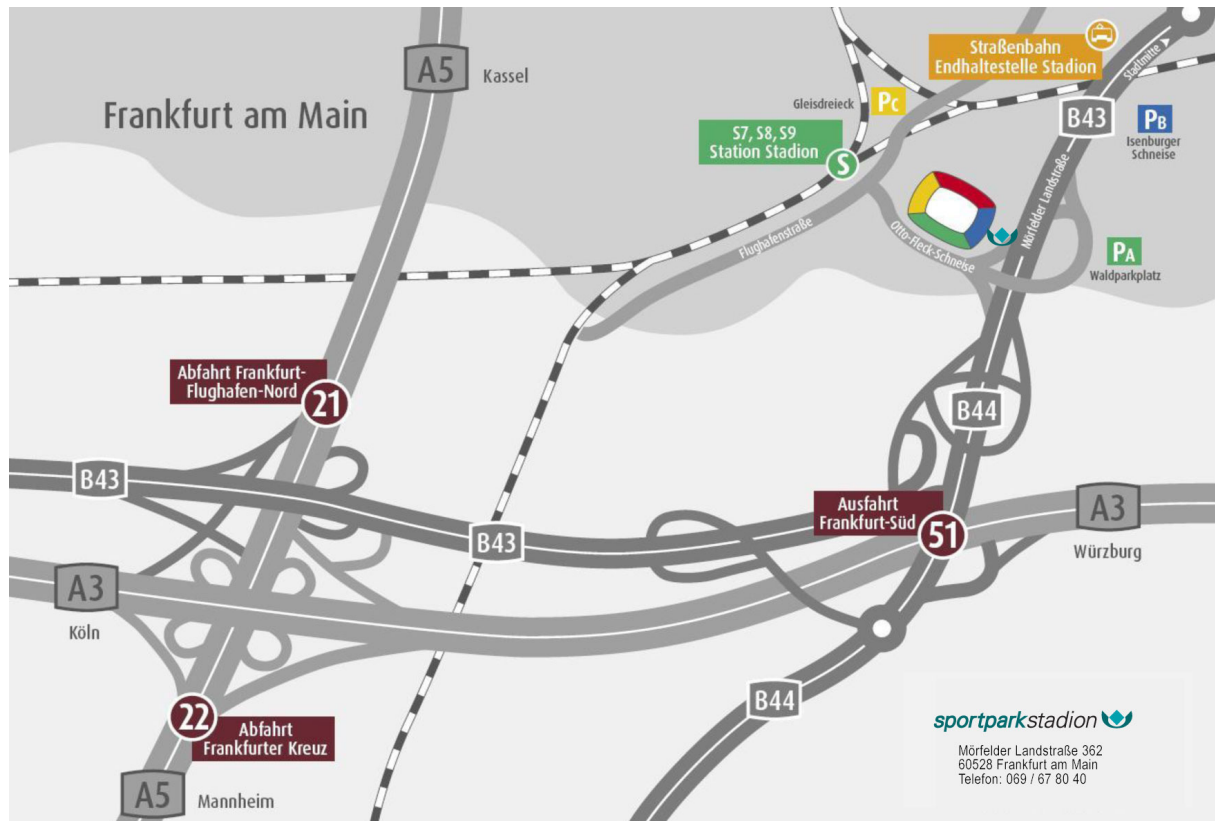 A5
Kassel
Frankfurt am Main
Straßenbahn
Endhaltestelle Stadion
Stadtmitte
Gleisdreieck
PC
B43
PB
Isenburger
Schneise
S7, S8, S9
Station Stadion
S
Mörfelder Landstraße
Flughafenstraße
Otto-Fleck-Schneise
PA
Waldparkplatz
Abfahrt Frankfurt-
Flughafen-Nord
21
B44
B43
Ausfahrt
Frankfurt-Süd
51
A3
Würzburg
B43
A3
Köln
22
Abfahrt
Frankfurter Kreuz
B44
A5
Mannheim
sportparkstadion
Mörfelder Landstraße 362
60528 Frankfurt am Main
Telefon: 069 / 67 80 40